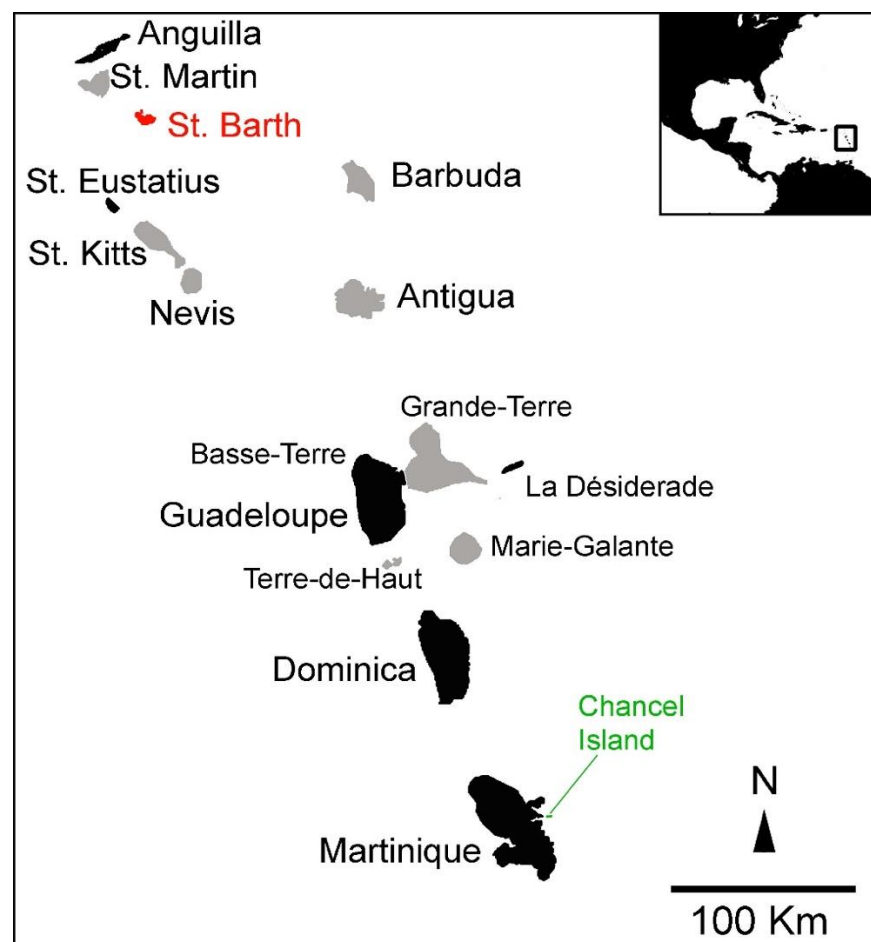 Anguilla
St. Martin
St. Barth
St. Eustatius
Barbuda
St. Kitts
Nevis
Antigua
Grande-Terre
Basse-Terre
La Désiderade
Guadeloupe
Marie-Galante
Terre-de-Haut
Dominica
Chancel
Island
N
Martinique
100 Km